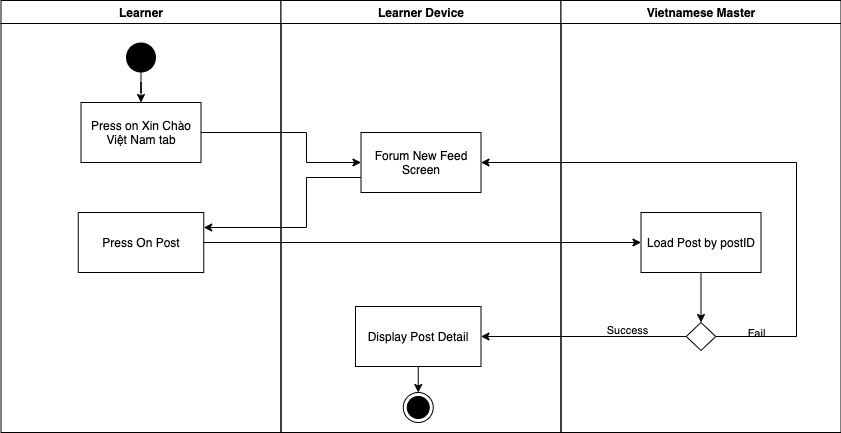 Learner
Learner Device
Vietnamese Master
Press on Xin Chào
Việt Nam tab
Forum New Feed
Screen
Press On Post
Load Post by postID
Display Post Detail
Success
Fail